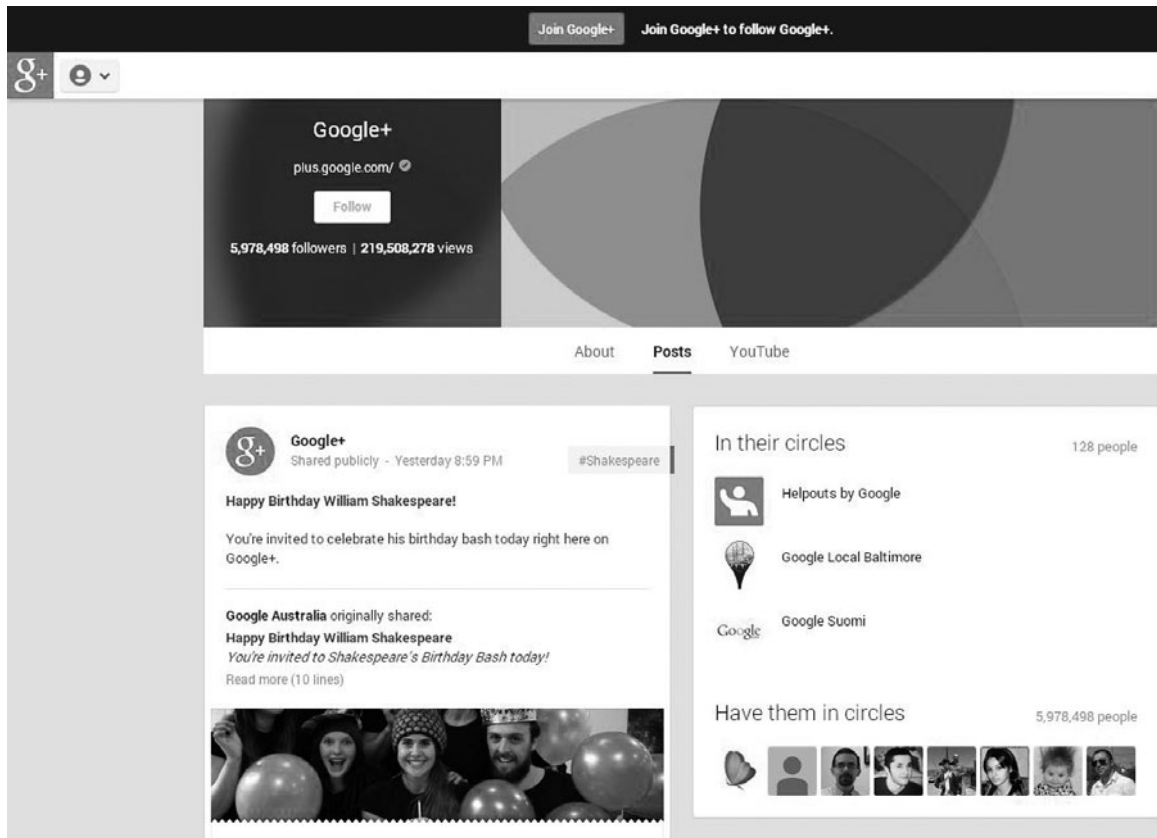 Join Google+ Join Google+ to follow Google+.
g+
Google+
plus.google.com/
Follow
5,978,498 followers | 219,508,278 views
About Posts YouTube
g+
Google+
Shared publicly - Yesterday 8:59 PM
#Shakespeare
Happy Birthday William Shakespeare!
You're invited to celebrate his birthday bash today right here on
Google+.
Google Australia originally shared:
Happy Birthday William Shakespeare
You're invited to Shakespeare's Birthday Bash today!
Read more (10 lines)
In their circles 128 people
Helpouts by Google
Google Local Baltimore
Google
Google Suomi
Have them in circles 5,978,498 people